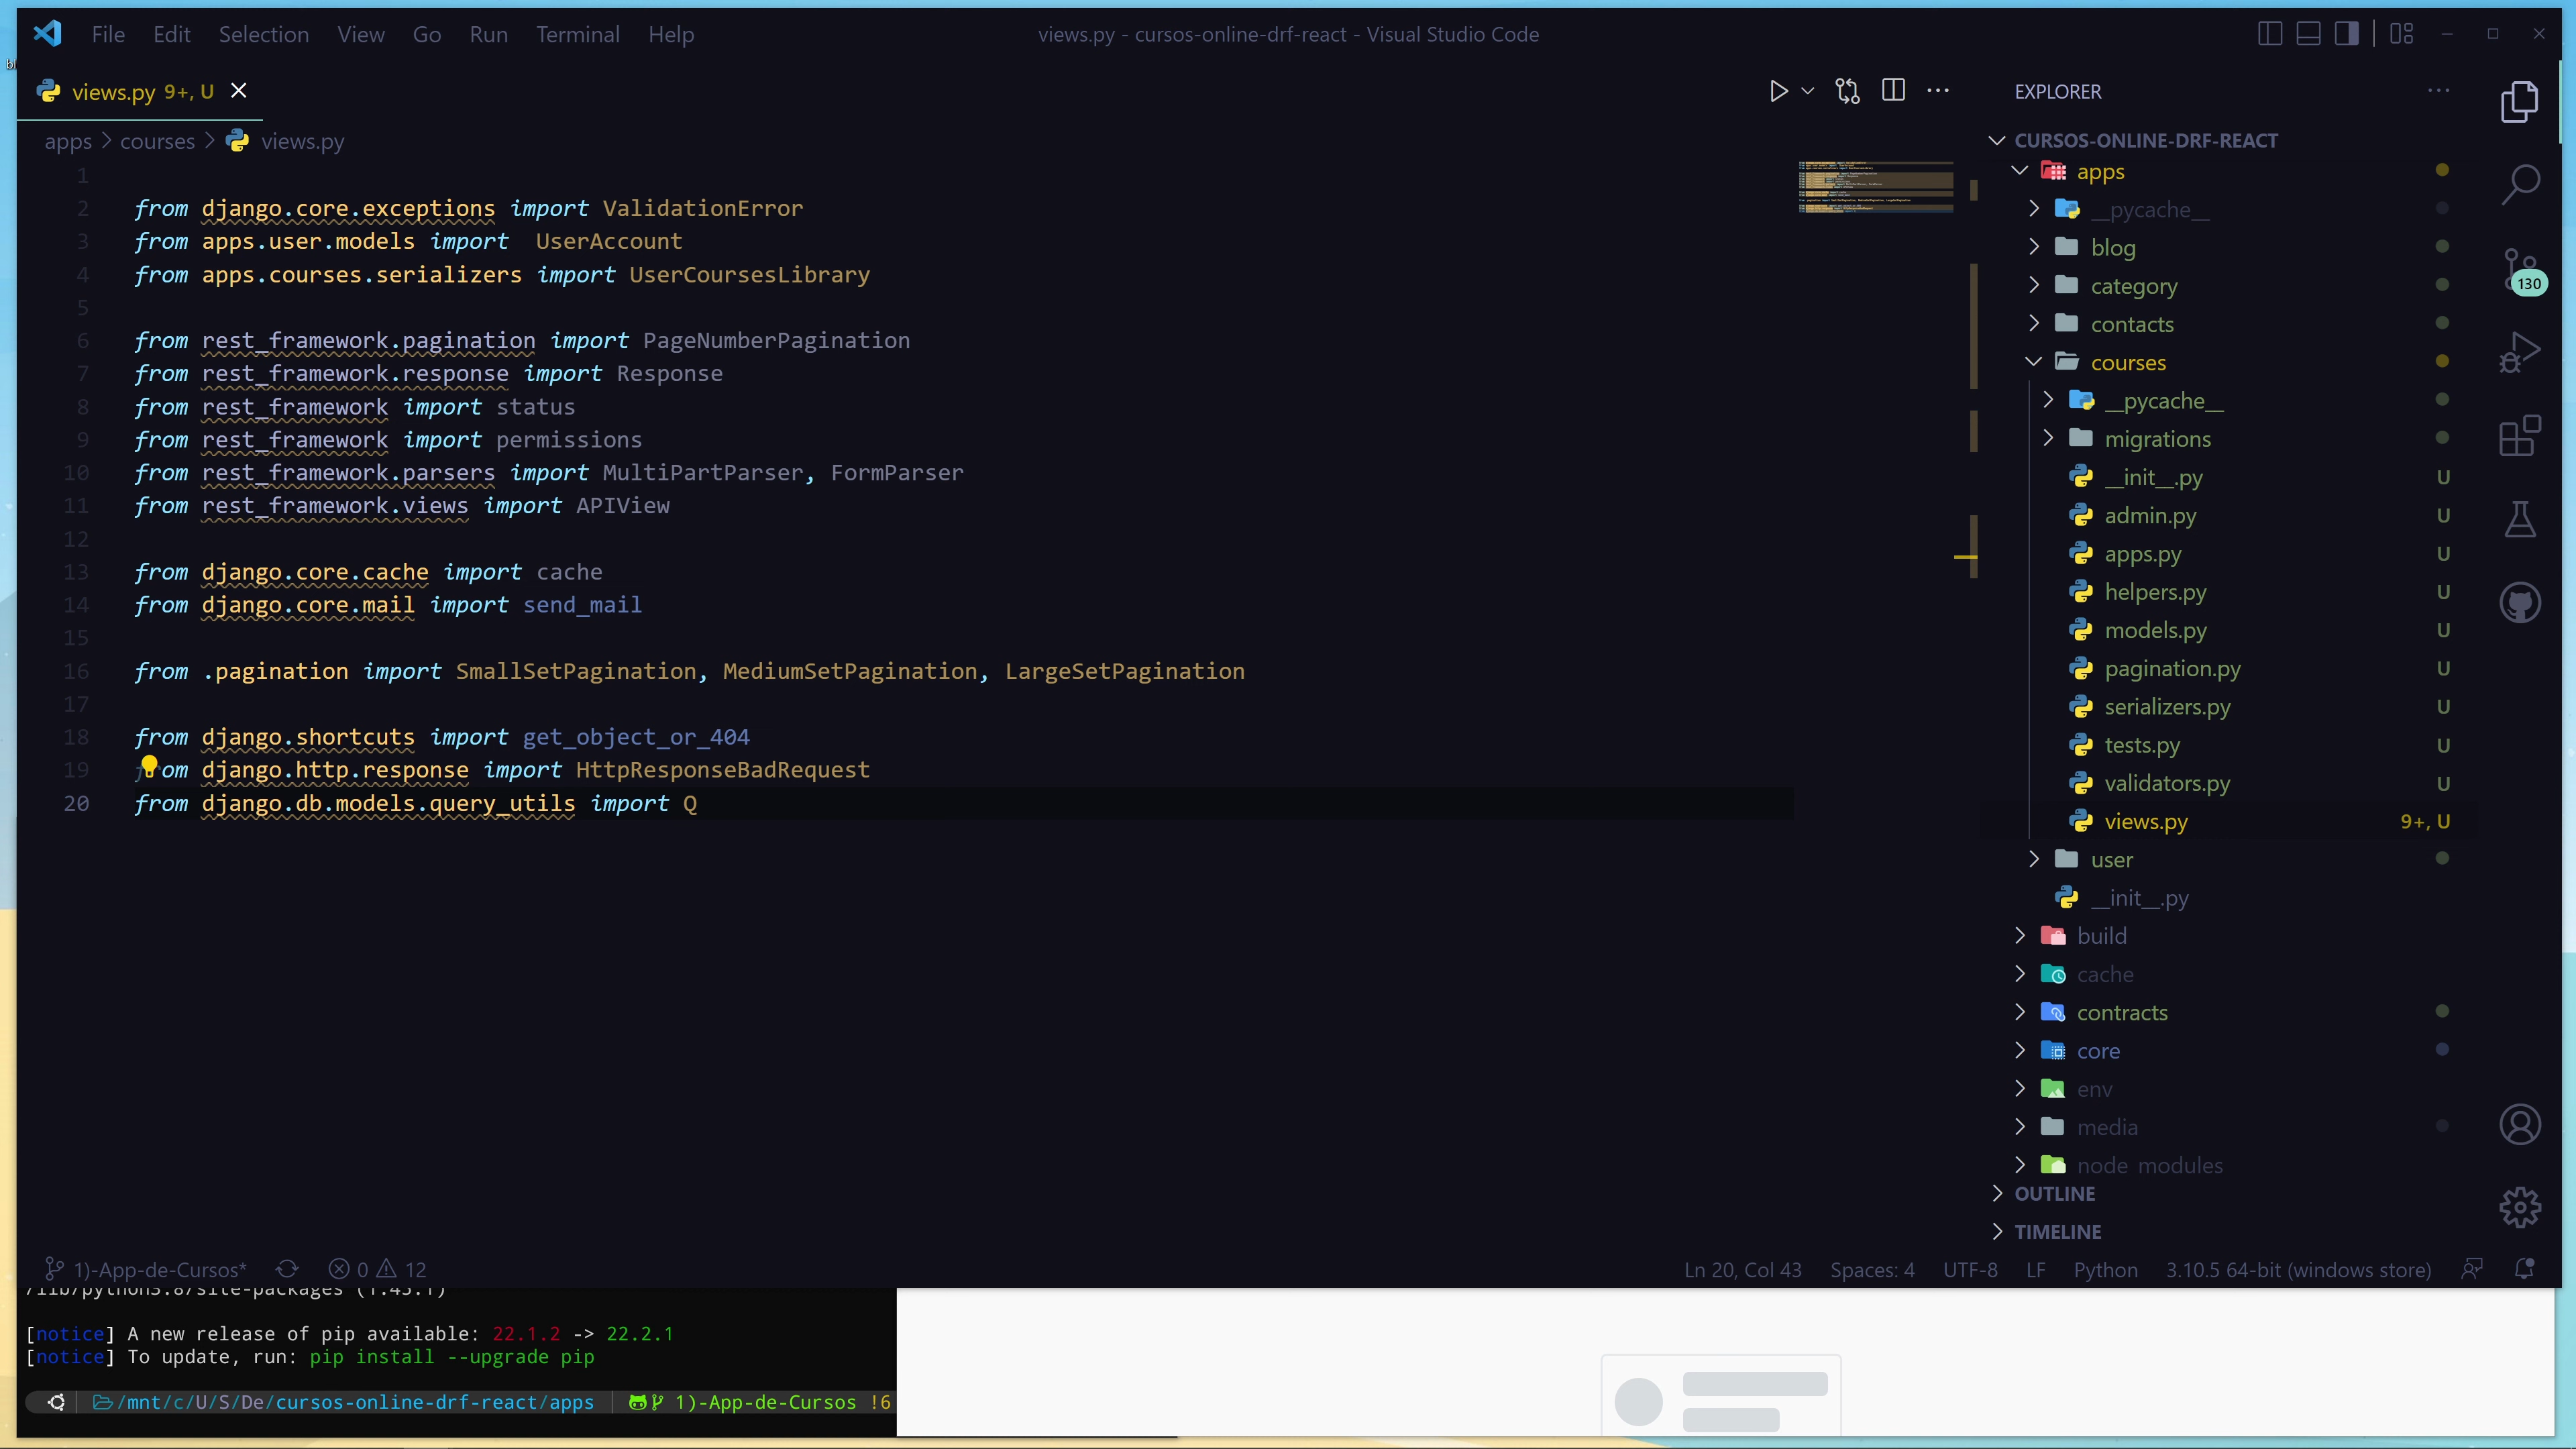 File Edit Selection View Go Run Terminal Help
views.py - cursos-online-drf-react - Visual Studio Code
views.py 9+, U
apps > courses > views.py
1
2 from django.core.exceptions import ValidationError
3 from apps.user.models import  UserAccount
4 from apps.courses.serializers import UserCoursesLibrary
5
6 from rest_framework.pagination import PageNumberPagination
7 from rest_framework.response import Response
8 from rest_framework import status
9 from rest_framework import permissions
10 from rest_framework.parsers import MultiPartParser, FormParser
11 from rest_framework.views import APIView
12
13 from django.core.cache import cache
14 from django.core.mail import send_mail
15
16 from .pagination import SmallSetPagination, MediumSetPagination, LargeSetPagination
17
18 from django.shortcuts import get_object_or_404
19 from django.http.response import HttpResponseBadRequest
20 from django.db.models.query_utils import Q
EXPLORER
CURSOS-ONLINE-DRF-REACT
apps
__pycache__
blog
category
contacts
courses
__pycache__
migrations
__init__.py U
admin.py U
apps.py U
helpers.py U
models.py U
pagination.py U
serializers.py U
tests.py U
validators.py U
views.py 9+, U
user
__init__.py
build
cache
contracts
core
env
media
node_modules
OUTLINE
TIMELINE
130
1)-App-de-Cursos* 0 12
Ln 20, Col 43 Spaces: 4 UTF-8 LF Python 3.10.5 64-bit (windows store)
/lib/python3.8/site-packages (1.43.1)
[notice] A new release of pip available: 22.1.2 -> 22.2.1
[notice] To update, run: pip install --upgrade pip
/mnt/c/U/S/De/cursos-online-drf-react/apps 1)-App-de-Cursos !6